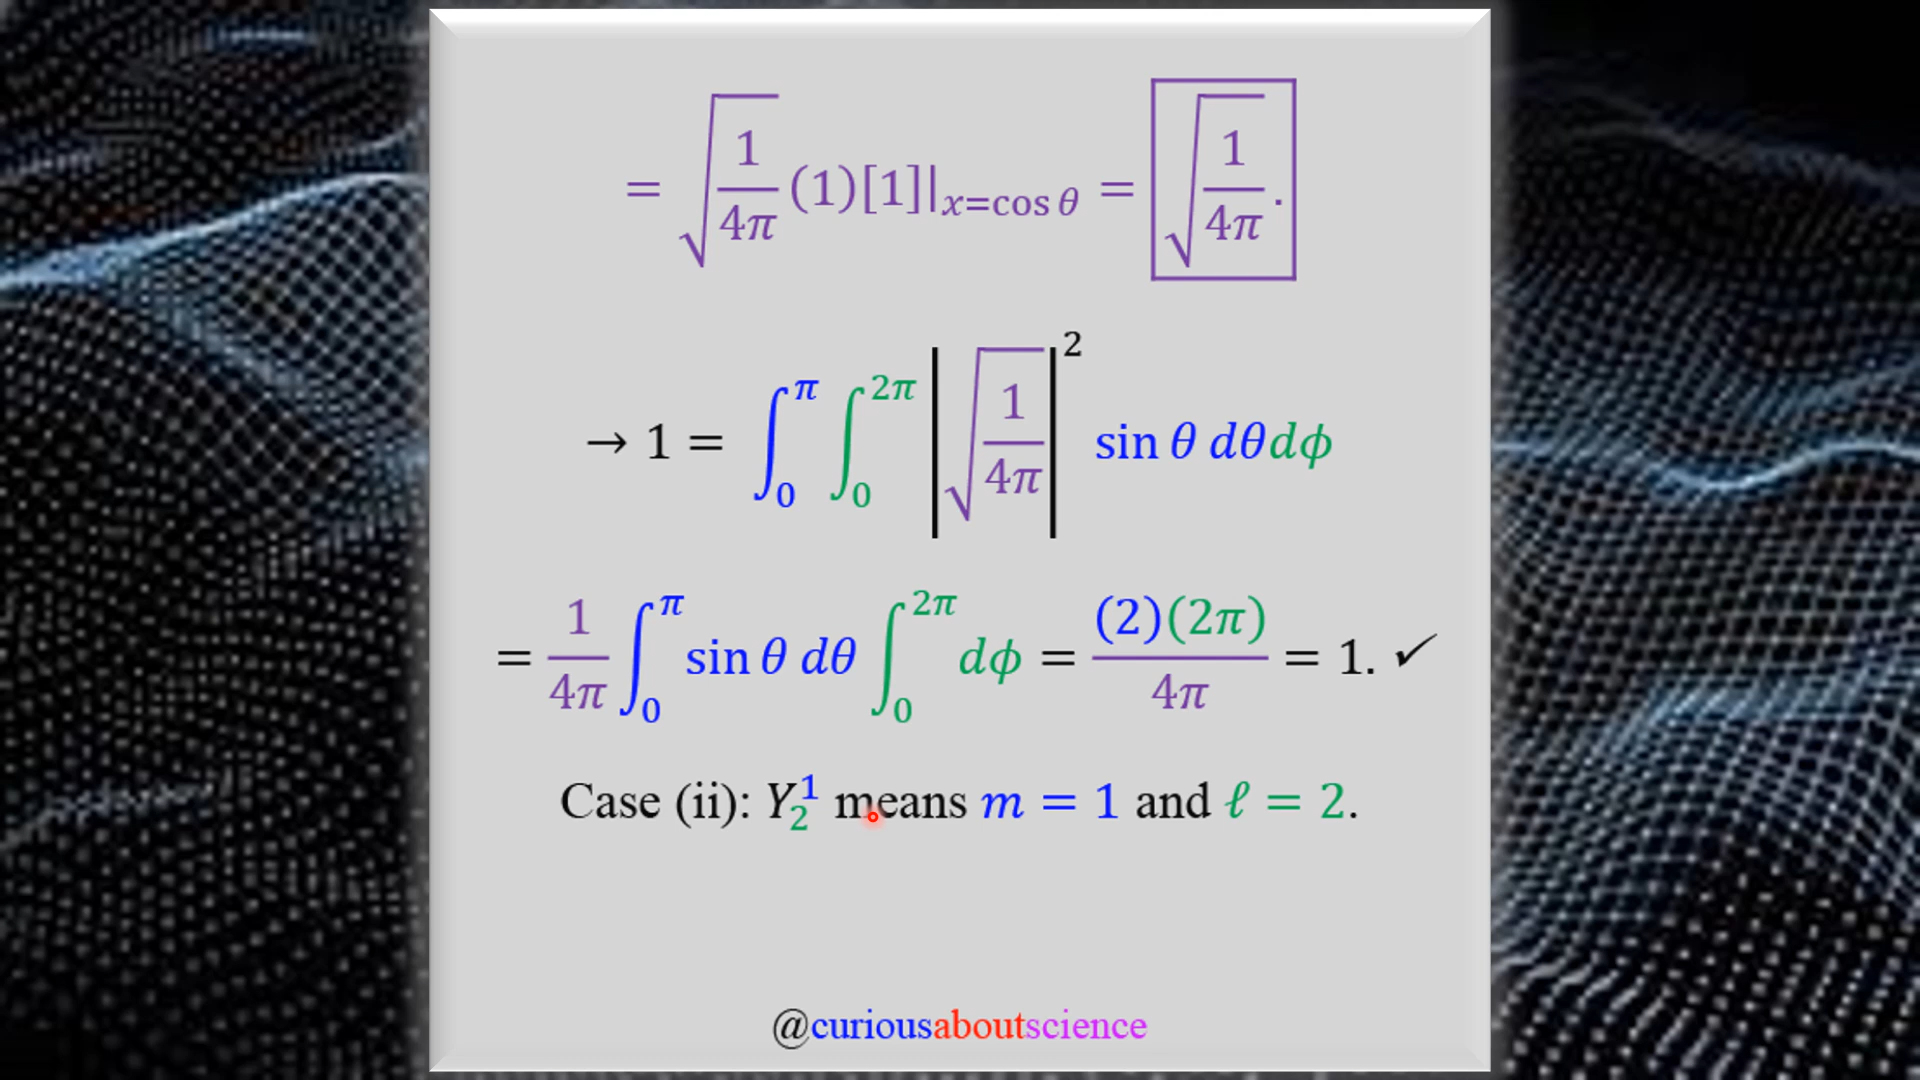 = √(1/4π) (1)[1]|x=cos θ = √(1/4π).
→ 1 = ∫₀^π ∫₀^2π |√(1/4π)|² sin θ dθdϕ
= 1/4π ∫₀^π sin θ dθ ∫₀^2π dϕ = (2)(2π)/4π = 1. ✓
Case (ii): Y₂¹ means m = 1 and ℓ = 2.
@curiousaboutscience